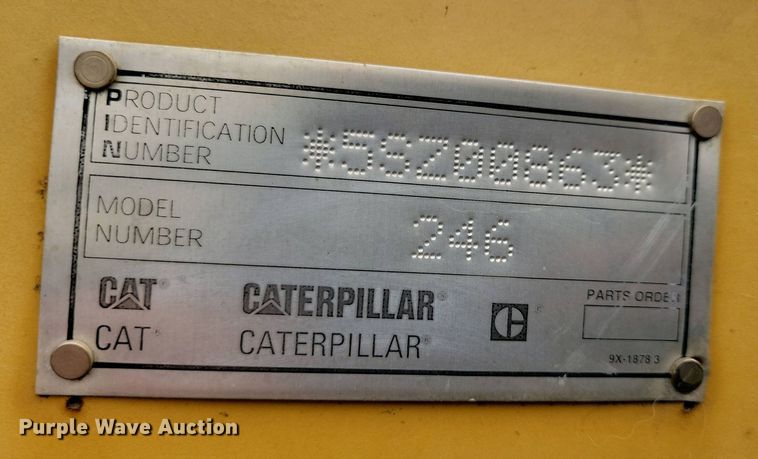 PRODUCT
IDENTIFICATION
NUMBER
*5SZ00863*
MODEL
NUMBER
246
CAT® CATERPILLAR® C®
CAT® CATERPILLAR®
PARTS ORDER
9X-1878 3
Purple Wave Auction